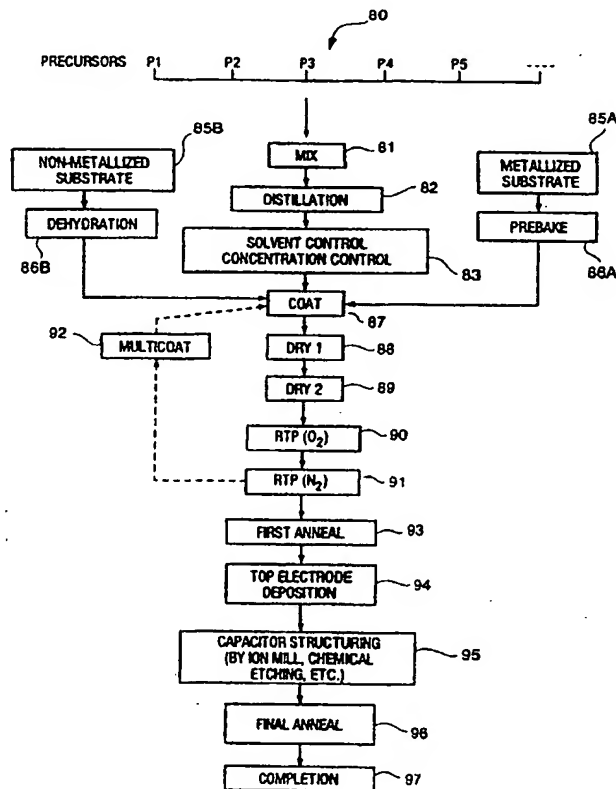 80
PRECURSORS P1 P2 P3 P4 P5
85B
NON-METALLIZED
SUBSTRATE
DEHYDRATION
86B
MIX
81
DISTILLATION
82
SOLVENT CONTROL
CONCENTRATION CONTROL
83
85A
METALLIZED
SUBSTRATE
PREBAKE
86A
COAT
87
92
MULTICOAT
DRY 1
88
DRY 2
89
RTP (O₂)
90
RTP (N₂)
91
FIRST ANNEAL
93
TOP ELECTRODE
DEPOSITION
94
CAPACITOR STRUCTURING
(BY ION MILL, CHEMICAL
ETCHING, ETC.)
95
FINAL ANNEAL
96
COMPLETION
97